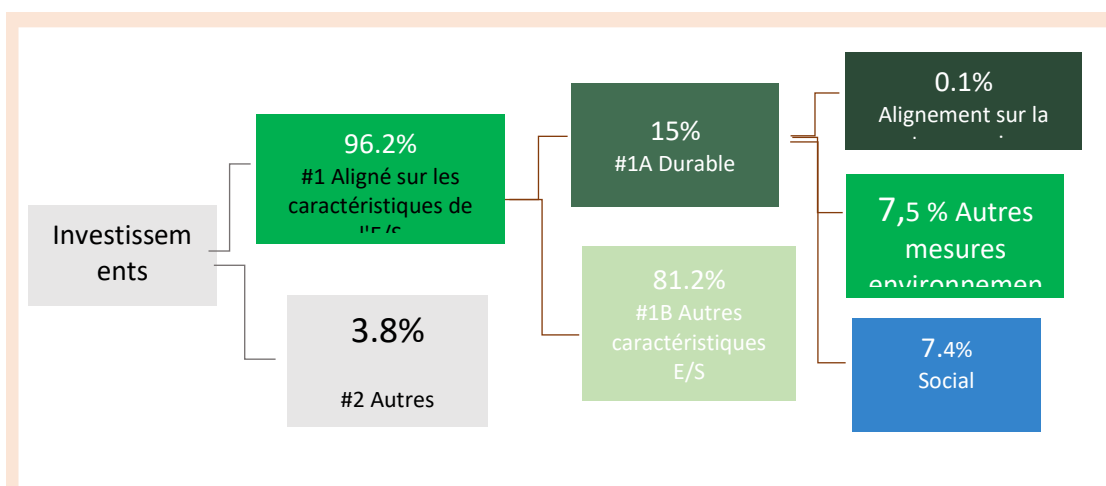 Investissem
ents
96.2%
#1 Aligné sur les
caractéristiques de
l'E/S
3.8%
#2 Autres
15%
#1A Durable
81.2%
#1B Autres
caractéristiques
E/S
0.1%
Alignement sur la
7,5 % Autres
mesures
environnemen
7.4%
Social